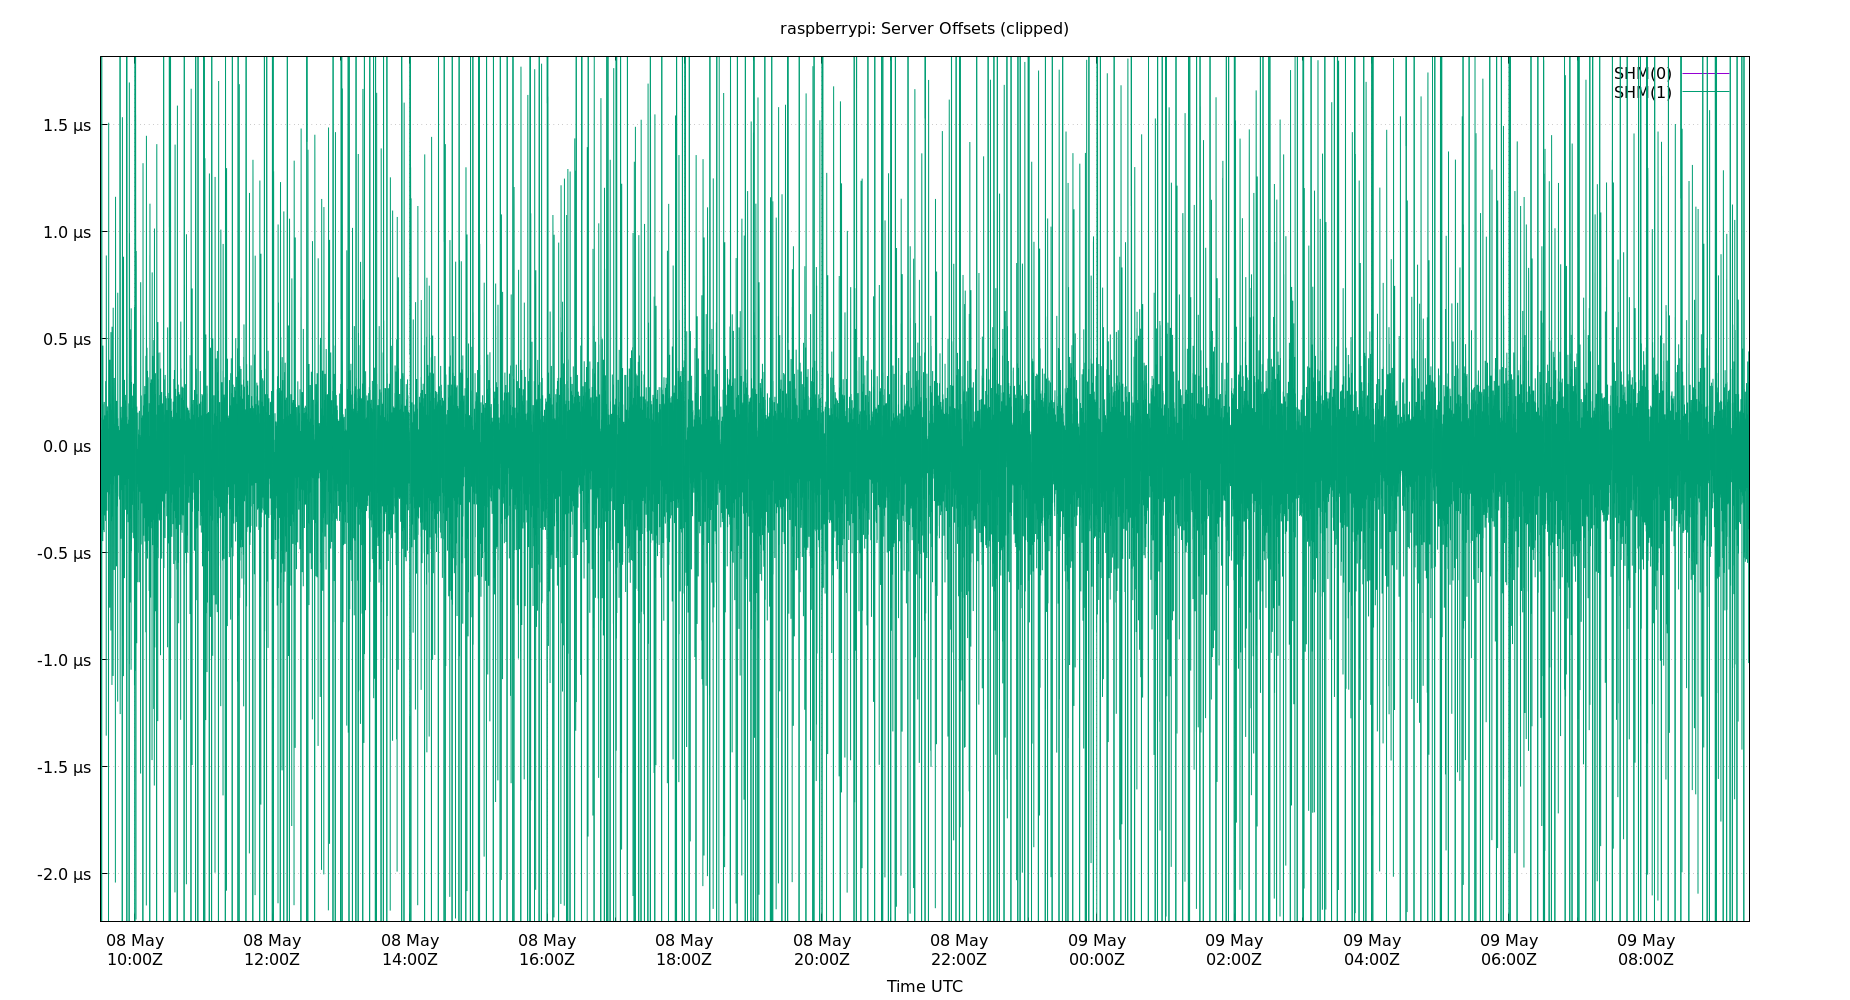 raspberrypi: Server Offsets (clipped)
SHM(0)
SHM(1)
1.5 µs
1.0 µs
0.5 µs
0.0 µs
-0.5 µs
-1.0 µs
-1.5 µs
-2.0 µs
08 May 08 May 08 May 08 May 08 May 08 May 08 May 09 May 09 May 09 May 09 May 09 May
10:00Z 12:00Z 14:00Z 16:00Z 18:00Z 20:00Z 22:00Z 00:00Z 02:00Z 04:00Z 06:00Z 08:00Z
Time UTC